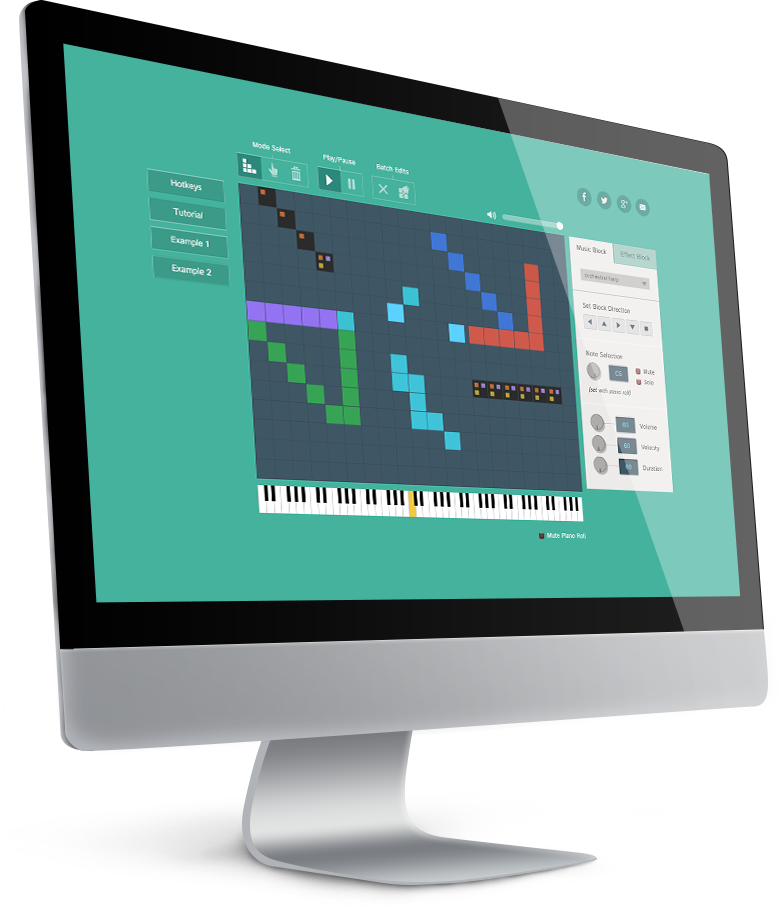 Mode Select
Play/Pause
Batch Edits
Hotkeys
Tutorial
Example 1
Example 2
Music Block
Effect Block
orchestral harp
Set Block Direction
Note Selection
C5
Mute
Solo
(set with piano roll)
Volume
60
Velocity
Duration
Mute Piano Roll